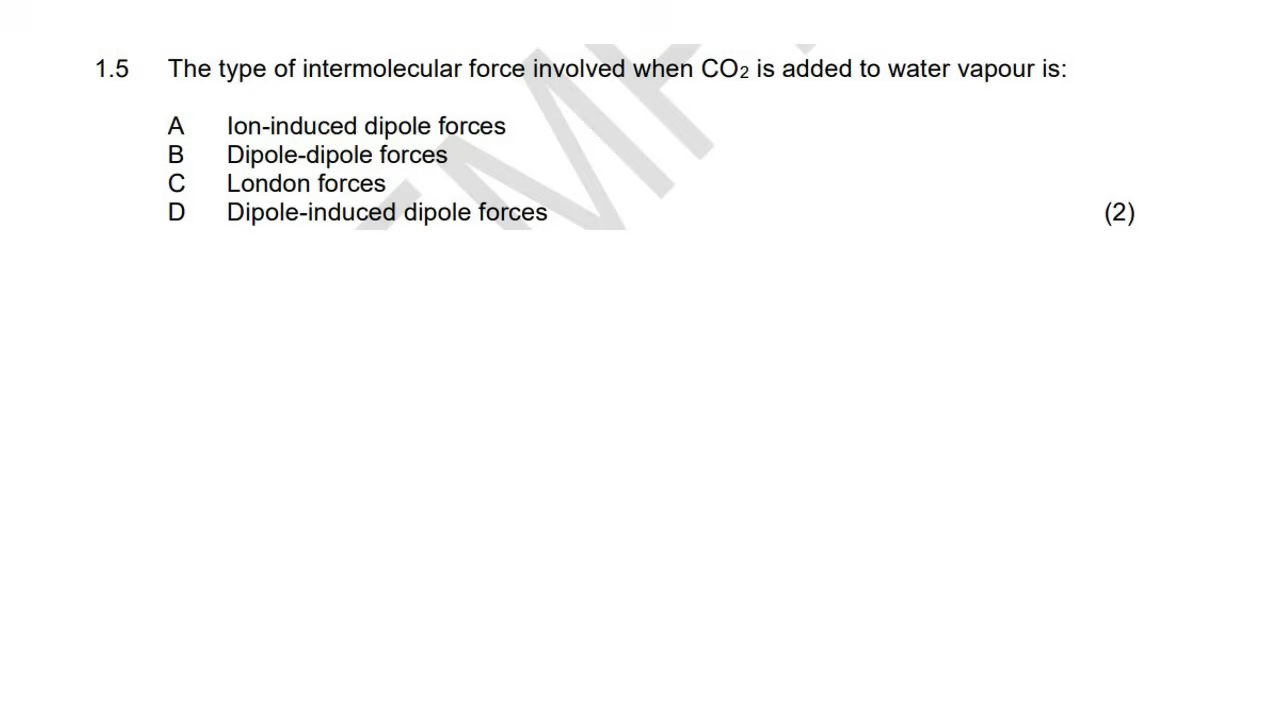 1.5 The type of intermolecular force involved when CO₂ is added to water vapour is:
A Ion-induced dipole forces
B Dipole-dipole forces
C London forces
D Dipole-induced dipole forces (2)